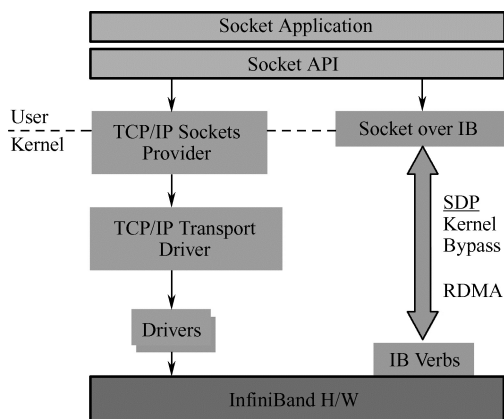 Socket Application
Socket API
User
Kernel
TCP/IP Sockets
Provider
Socket over IB
TCP/IP Transport
Driver
SDP
Kernel
Bypass
RDMA
Drivers
IB Verbs
InfiniBand H/W